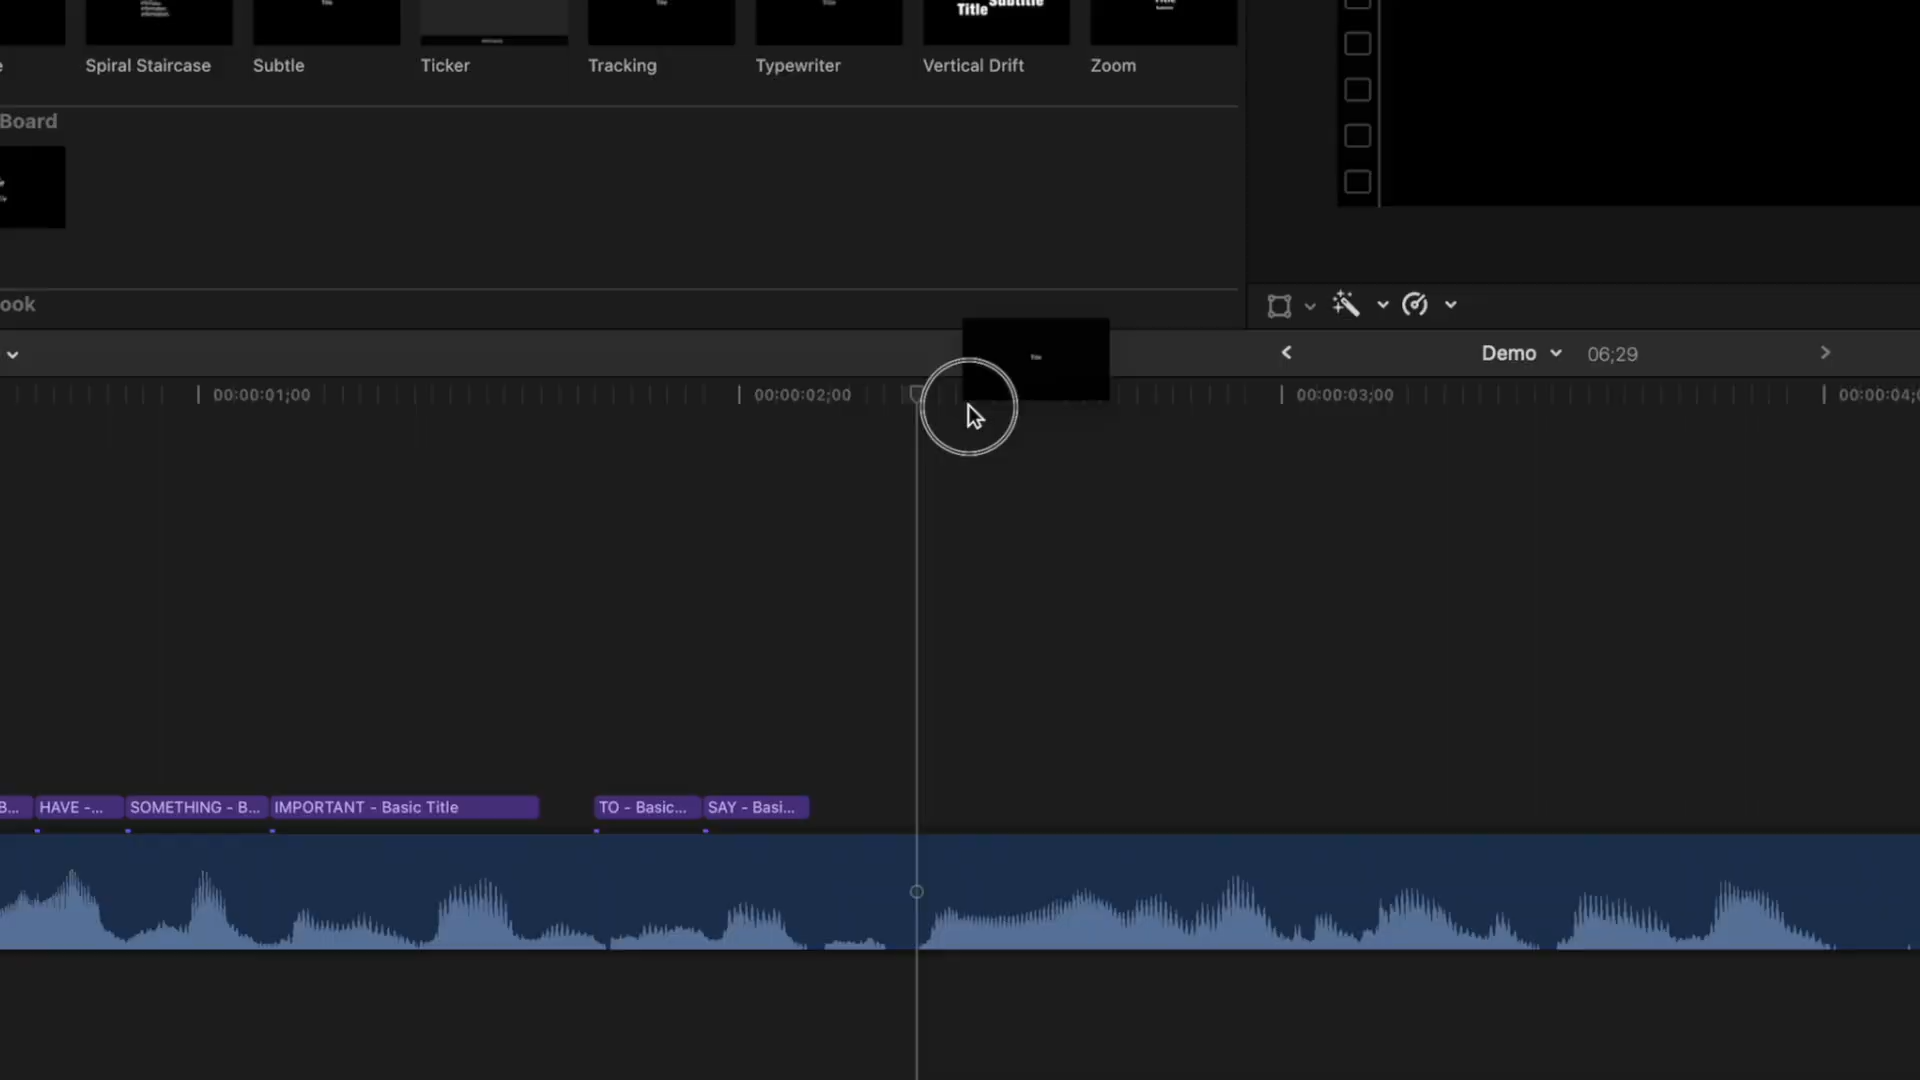 Title Subtitle
Spiral Staircase
Subtle
Ticker
Tracking
Typewriter
Vertical Drift
Zoom
Board
ook
Demo
06;29
00:00:01;00
00:00:02;00
00:00:03;00
00:00:04;0
B...
HAVE -...
SOMETHING - B...
IMPORTANT - Basic Title
TO - Basic...
SAY - Basi...